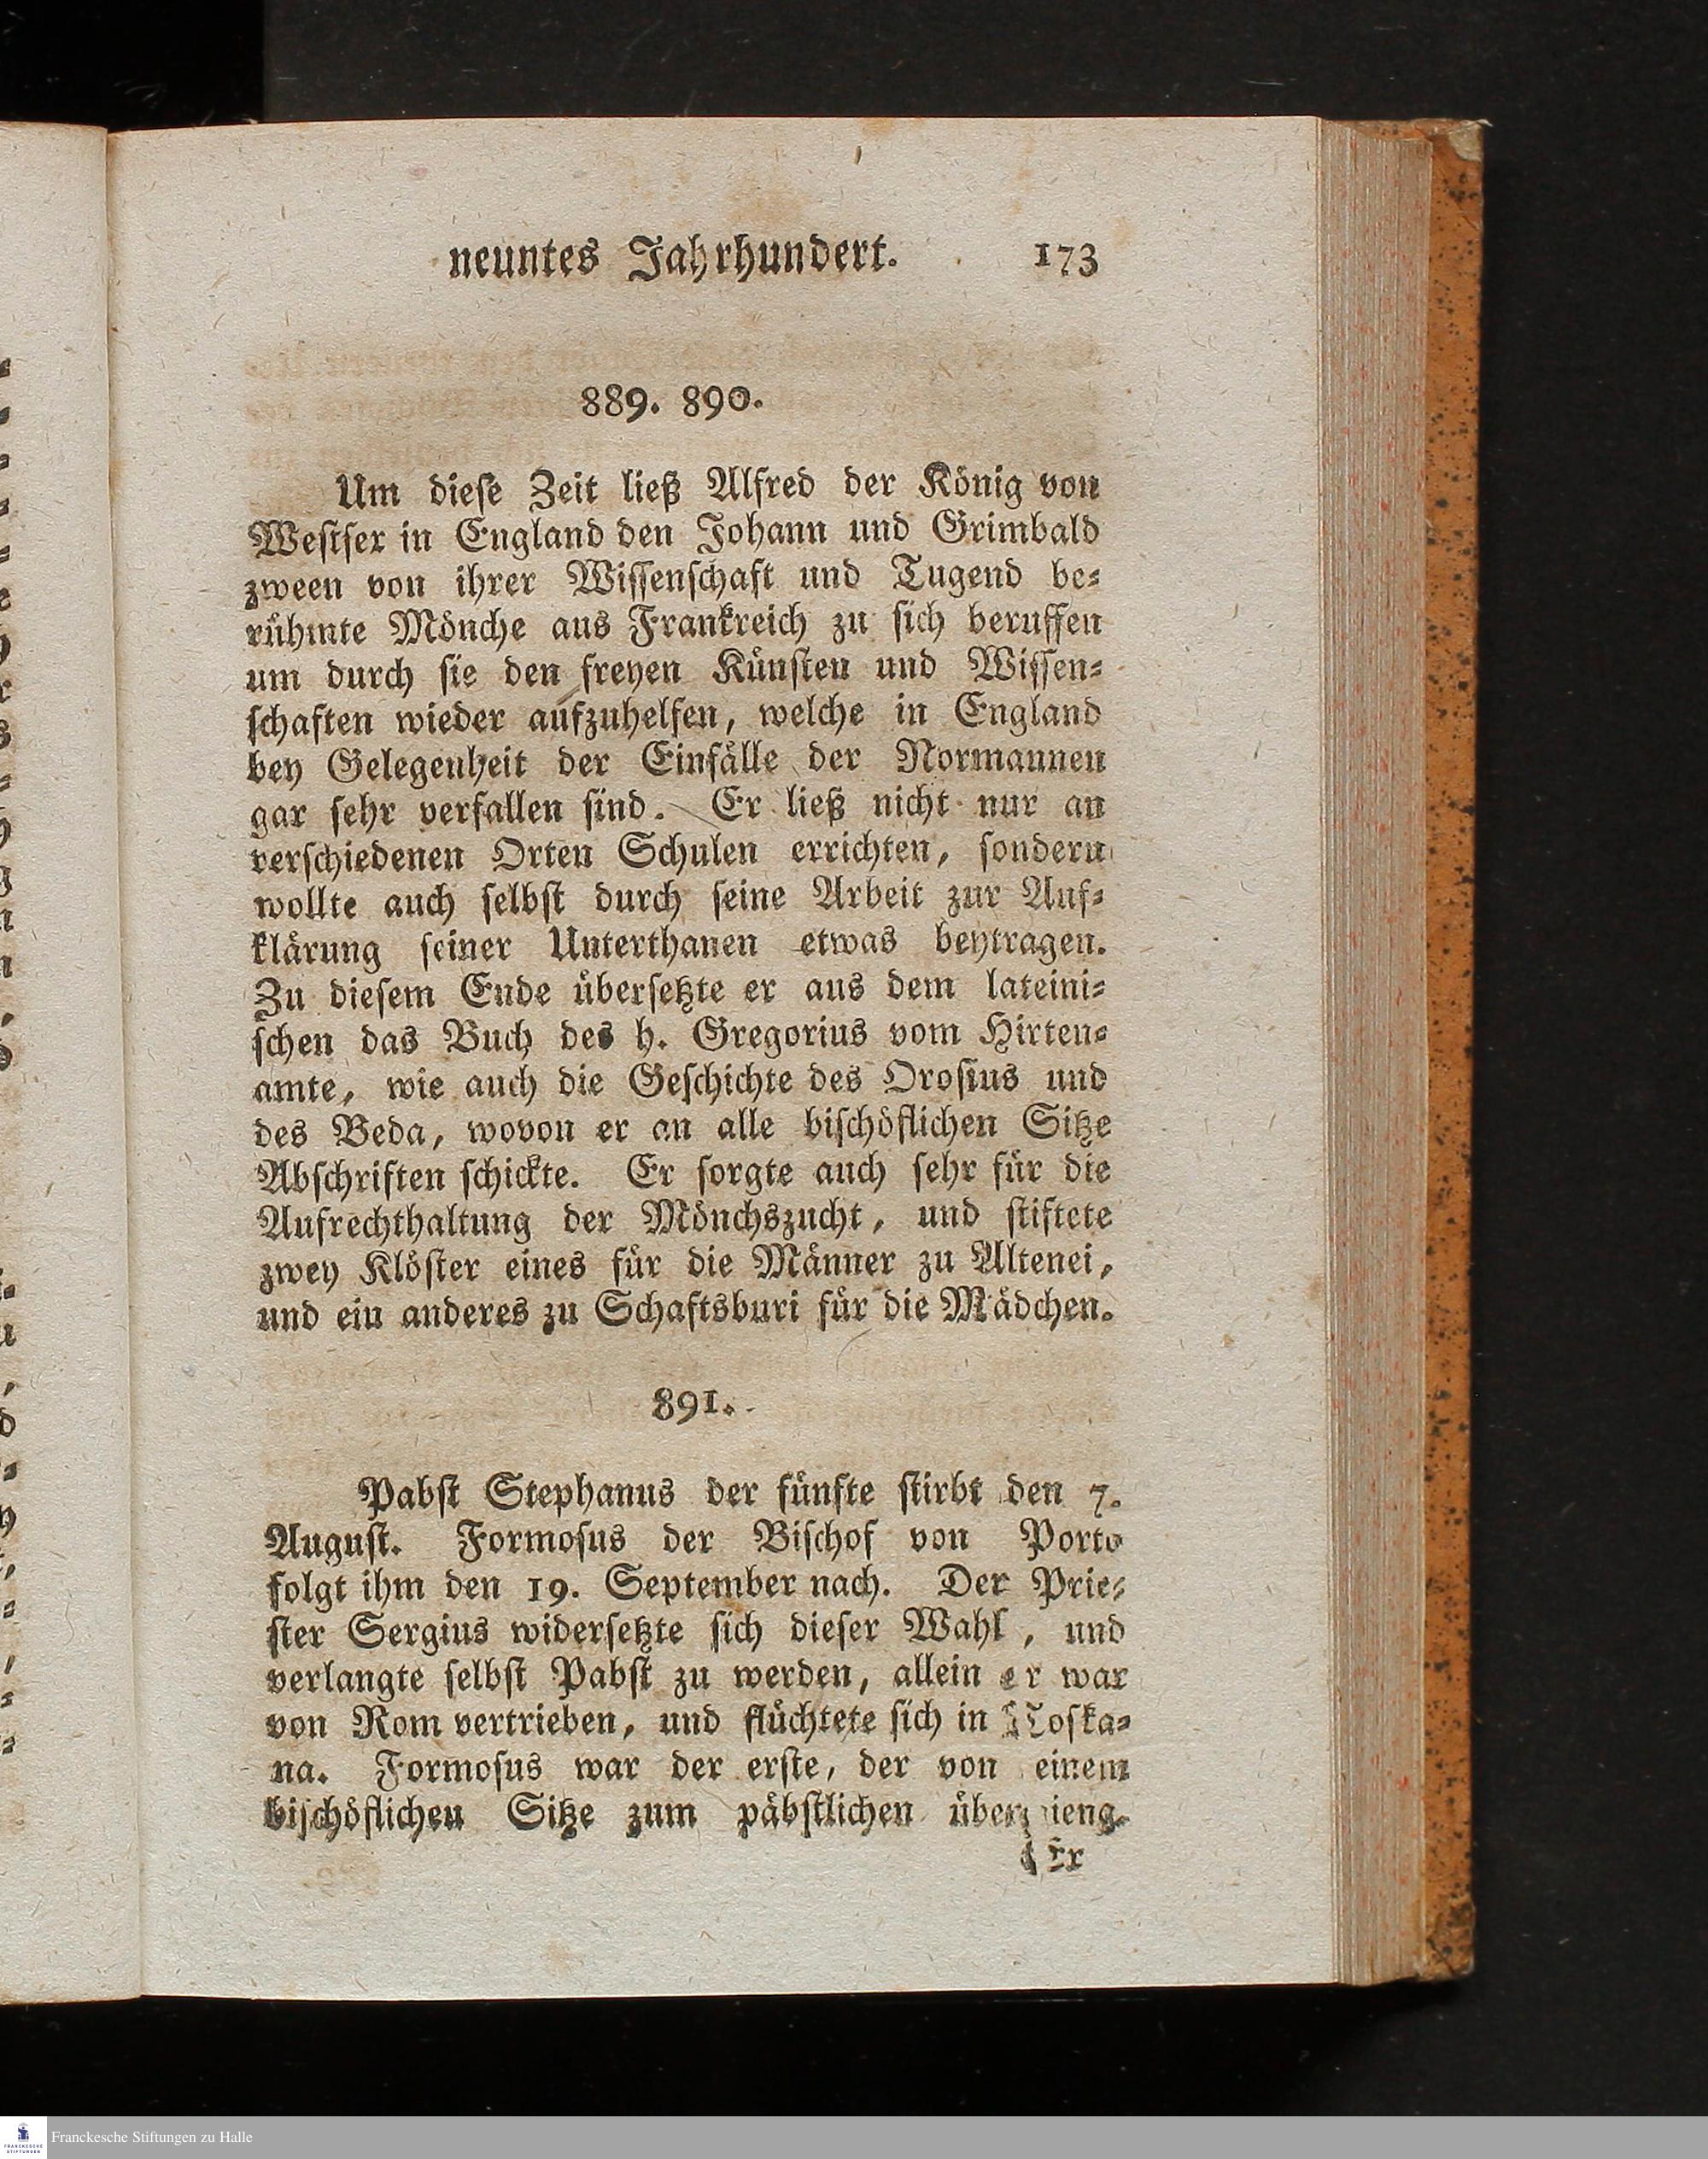 neuntes Jahrhundert. 173
889. 890.
Um dieſe Zeit ließ Alfred der König von
Weſtſex in England den Johann und Grimbald
zween von ihrer Wiſſenſchaft und Tugend be⸗
rühmte Mönche aus Frankreich zu ſich beruffen
um durch ſie den freyen Künſten und Wiſſen⸗
ſchaften wieder aufzuhelfen, welche in England
bey Gelegenheit der Einfälle der Normannen
gar ſehr verfallen ſind. Er ließ nicht nur an
verſchiedenen Orten Schulen errichten, ſondern
wollte auch ſelbſt durch ſeine Arbeit zur Auf⸗
klärung ſeiner Unterthanen etwas beytragen.
Zu dieſem Ende überſetzte er aus dem lateini⸗
ſchen das Buch des h. Gregorius vom Hirten⸗
amte, wie auch die Geſchichte des Oroſius und
des Beda, wovon er an alle biſchöflichen Sitze
Abſchriften ſchickte. Er ſorgte auch ſehr für die
Aufrechthaltung der Mönchszucht, und ſtiftete
zwey Klöſter eines für die Männer zu Altenei,
und ein anderes zu Schaftsburi für die Mädchen.
891.
Pabſt Stephanus der fünfte ſtirbt den 7.
Auguſt. Formoſus der Biſchof von Porto
folgt ihm den 19. September nach. Der Prie⸗
ſter Sergius widerſetzte ſich dieſer Wahl, und
verlangte ſelbſt Pabſt zu werden, allein er war
von Rom vertrieben, und flüchtete ſich in Toſka⸗
na. Formoſus war der erſte, der von einem
biſchöflichen Sitze zum päbſtlichen übergieng.
Er
Franckesche Stiftungen zu Halle